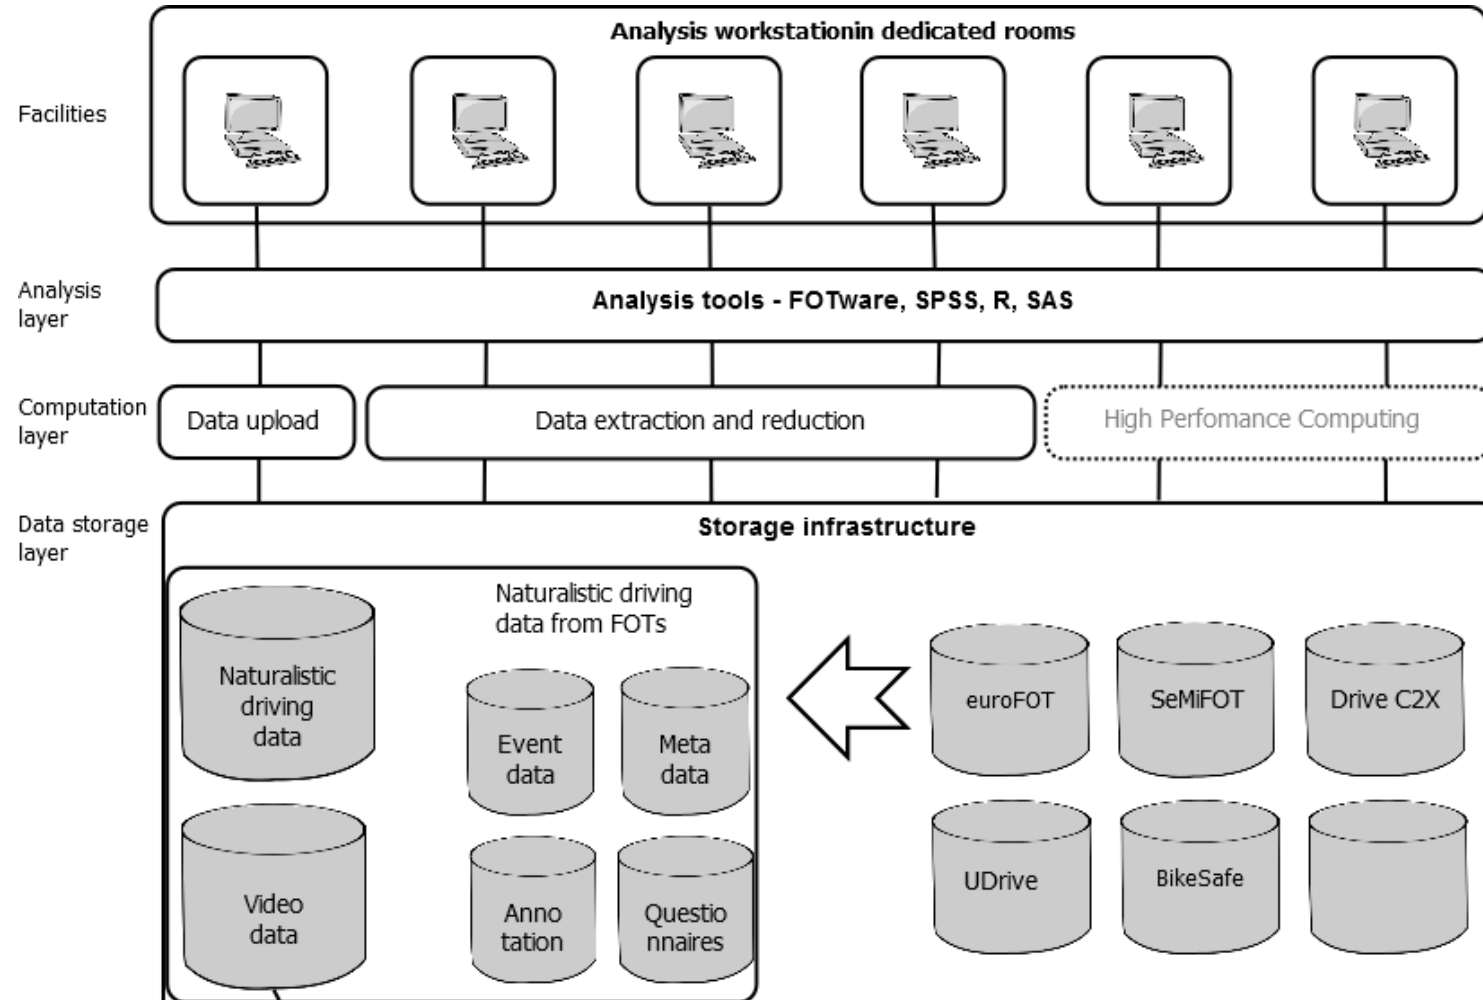 Analysis workstationin dedicated rooms
Facilities
Analysis
layer
Analysis tools - FOTware, SPSS, R, SAS
Computation
layer
Data upload
Data extraction and reduction
High Perfomance Computing
Data storage
layer
Storage infrastructure
Naturalistic driving
data from FOTs
Naturalistic
driving
data
Event
data
Meta
data
Video
data
Anno
tation
Questio
nnaires
euroFOT
SeMiFOT
Drive C2X
UDrive
BikeSafe